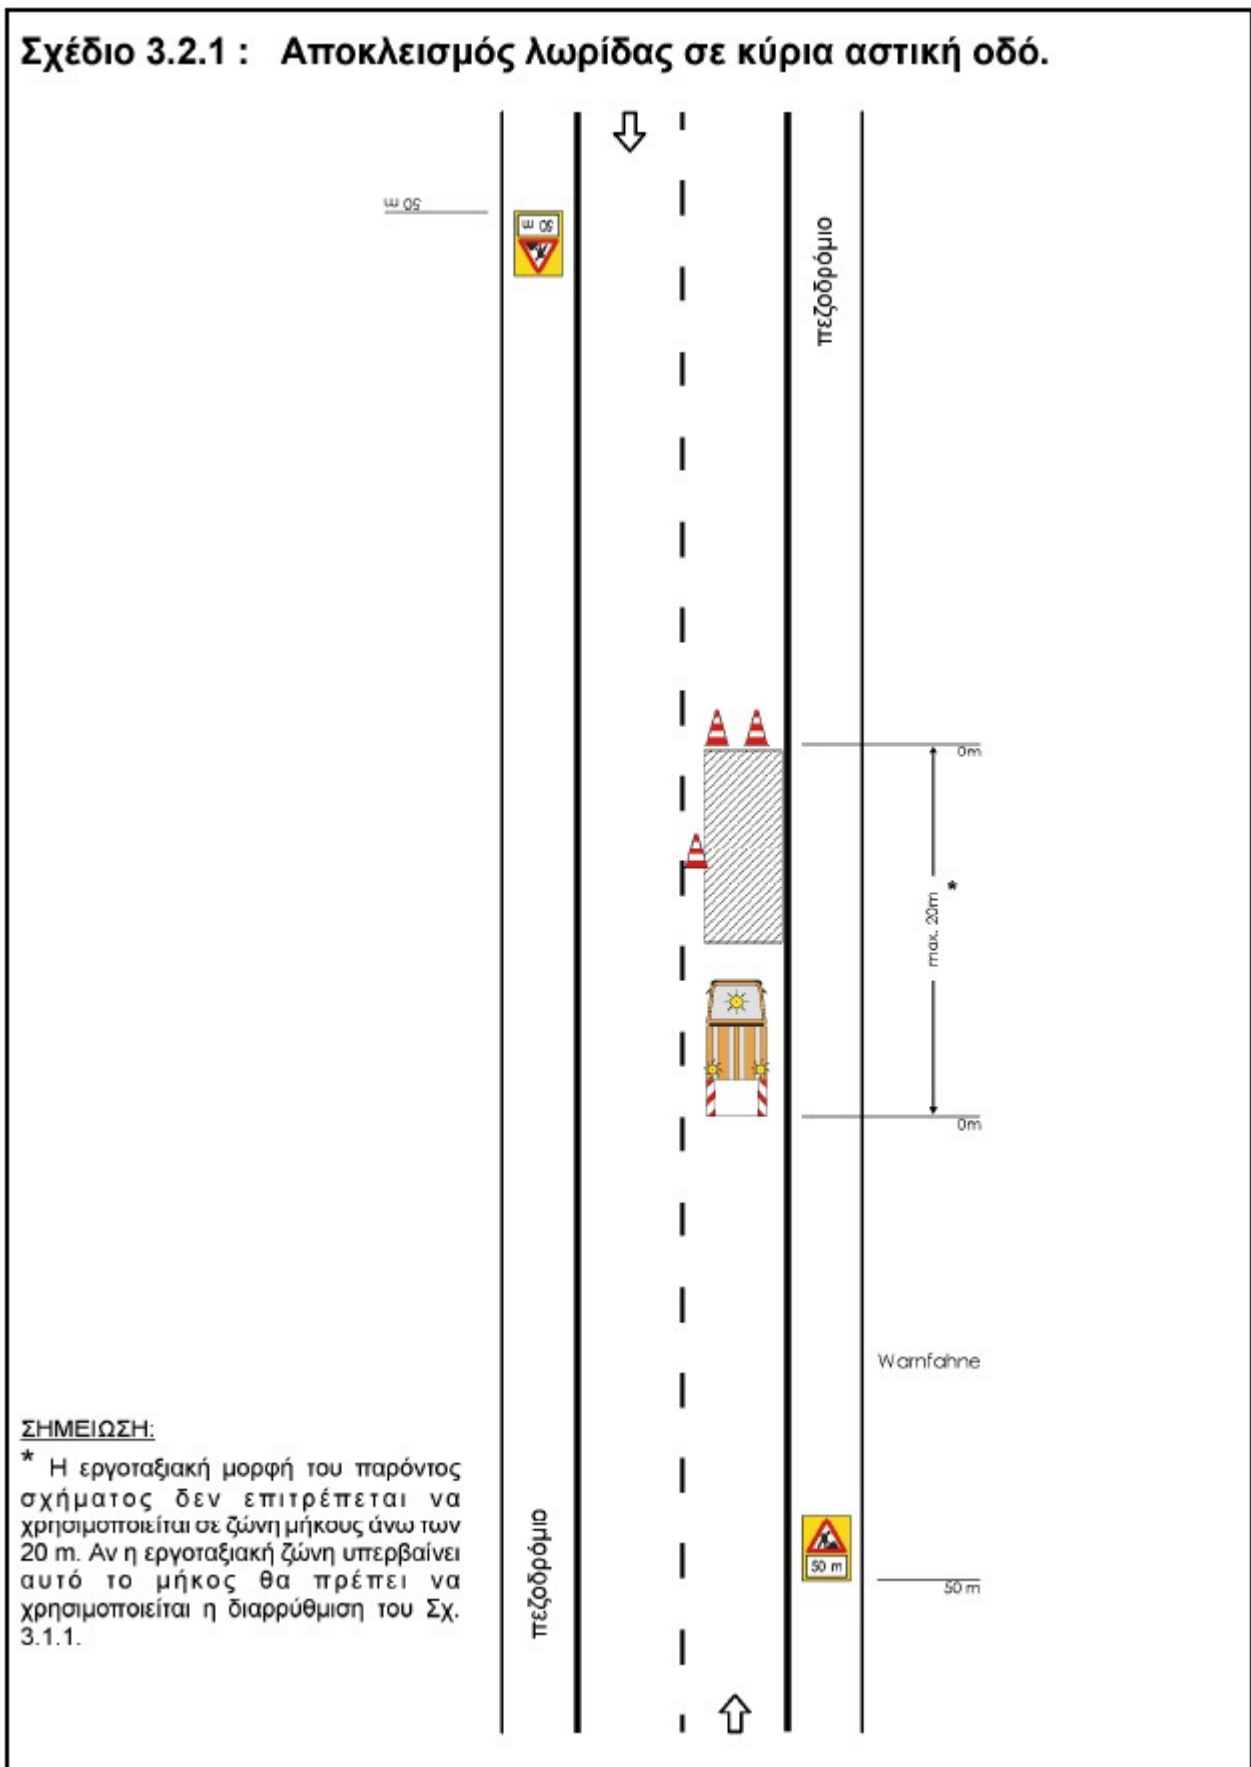 Σχέδιο 3.2.1 : Αποκλεισμός λωρίδας σε κύρια αστική οδό.
50 m
50 m
πεζοδρόμιο
0m
max. 20m *
0m
Warnfahne
50 m
50 m
πεζοδρόμιο
ΣΗΜΕΙΩΣΗ:
* Η εργοταξιακή μορφή του παρόντος
σχήματος δεν επιτρέπεται να
χρησιμοποιείται σε ζώνη μήκους άνω των
20 m. Αν η εργοταξιακή ζώνη υπερβαίνει
αυτό το μήκος θα πρέπει να
χρησιμοποιείται η διαρρύθμιση του Σχ.
3.1.1.